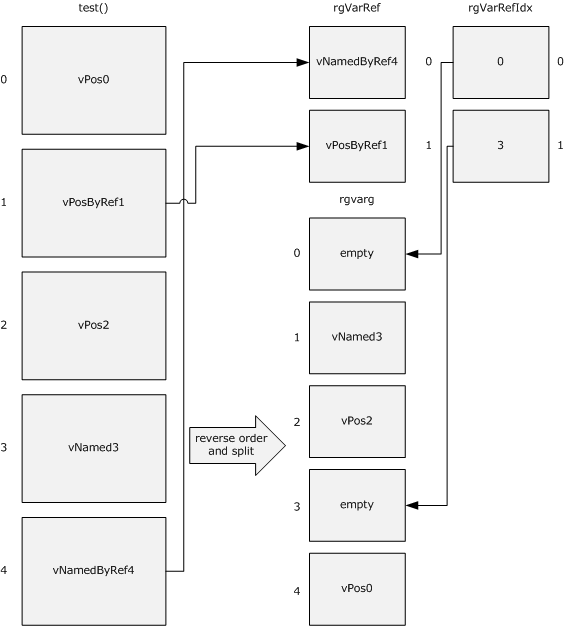 test()
0
vPos0
1
vPosByRef1
2
vPos2
3
vNamed3
4
vNamedByRef4
reverse order
and split
rgVarRef
vNamedByRef4
0
vPosByRef1
1
rgVarRefIdx
0
0
3
1
rgvarg
0
empty
1
vNamed3
2
vPos2
3
empty
4
vPos0